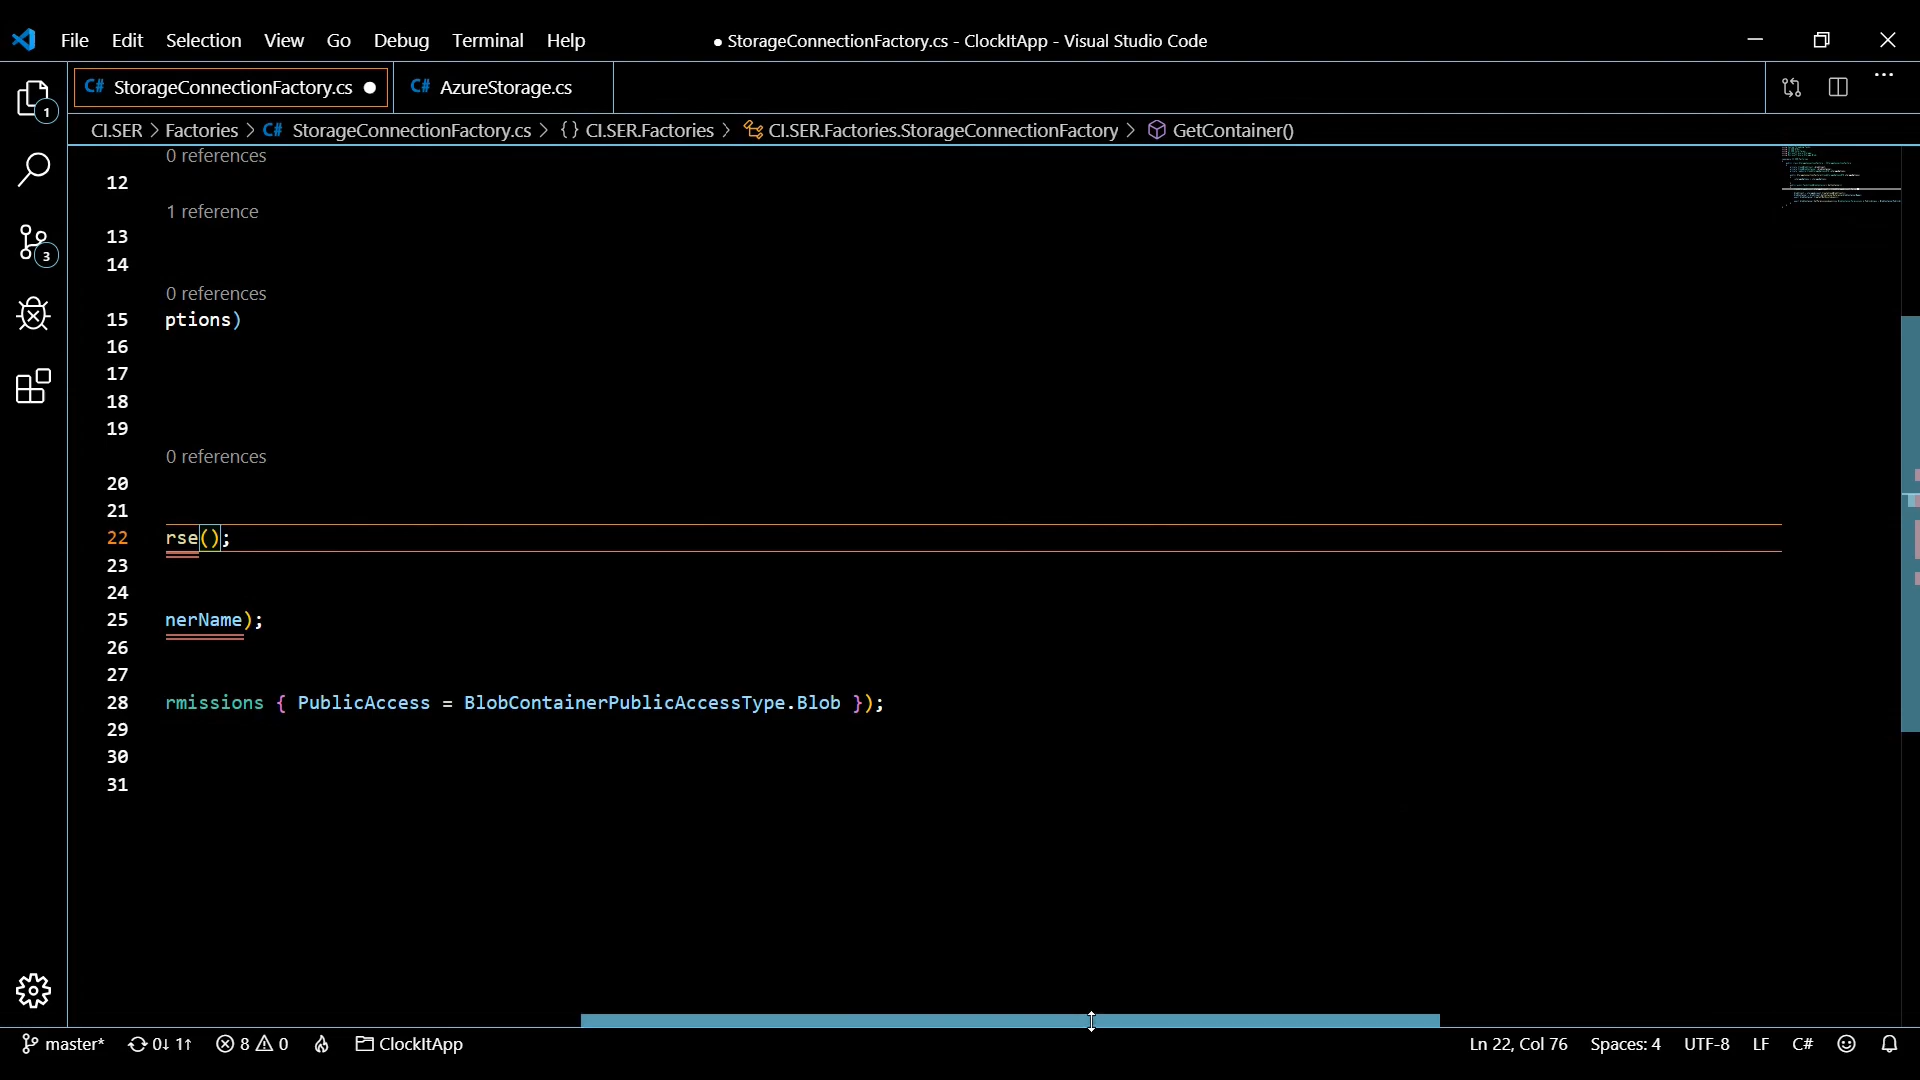 File Edit Selection View Go Debug Terminal Help ● StorageConnectionFactory.cs - ClockItApp - Visual Studio Code
C# StorageConnectionFactory.cs ● C# AzureStorage.cs
CI.SER > Factories > C# StorageConnectionFactory.cs > {} CI.SER.Factories > CI.SER.Factories.StorageConnectionFactory > GetContainer()
0 references
12
1 reference
13
14
0 references
15 ptions)
16
17
18
19
0 references
20
21
22 rse();
23
24
25 nerName);
26
27
28 rmissions { PublicAccess = BlobContainerPublicAccessType.Blob });
29
30
31
1
3
master* 0↓ 1↑ 8 0 ClockItApp Ln 22, Col 76 Spaces: 4 UTF-8 LF C#